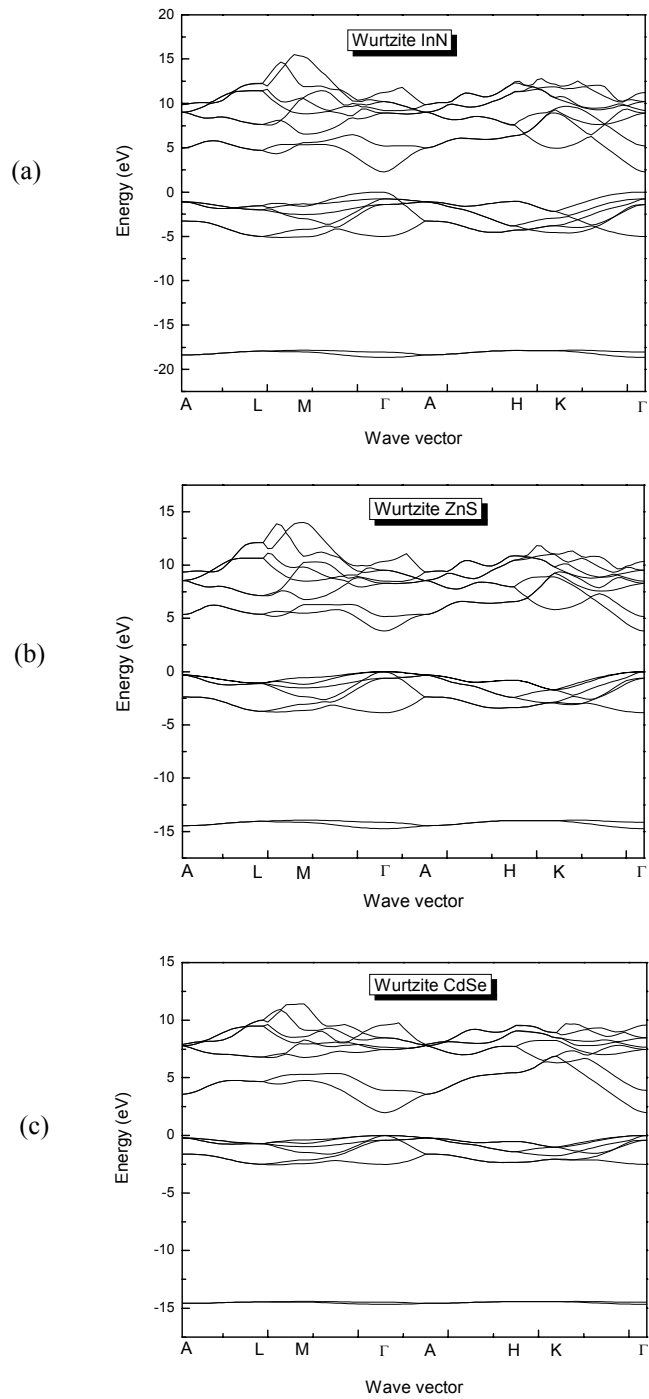 (a)
Wurtzite InN
Energy (eV)
20
15
10
5
0
-5
-10
-15
-20
A L M Γ A H K Γ
Wave vector
(b)
Wurtzite ZnS
Energy (eV)
15
10
5
0
-5
-10
-15
A L M Γ A H K Γ
Wave vector
(c)
Wurtzite CdSe
Energy (eV)
15
10
5
0
-5
-10
-15
A L M Γ A H K Γ
Wave vector